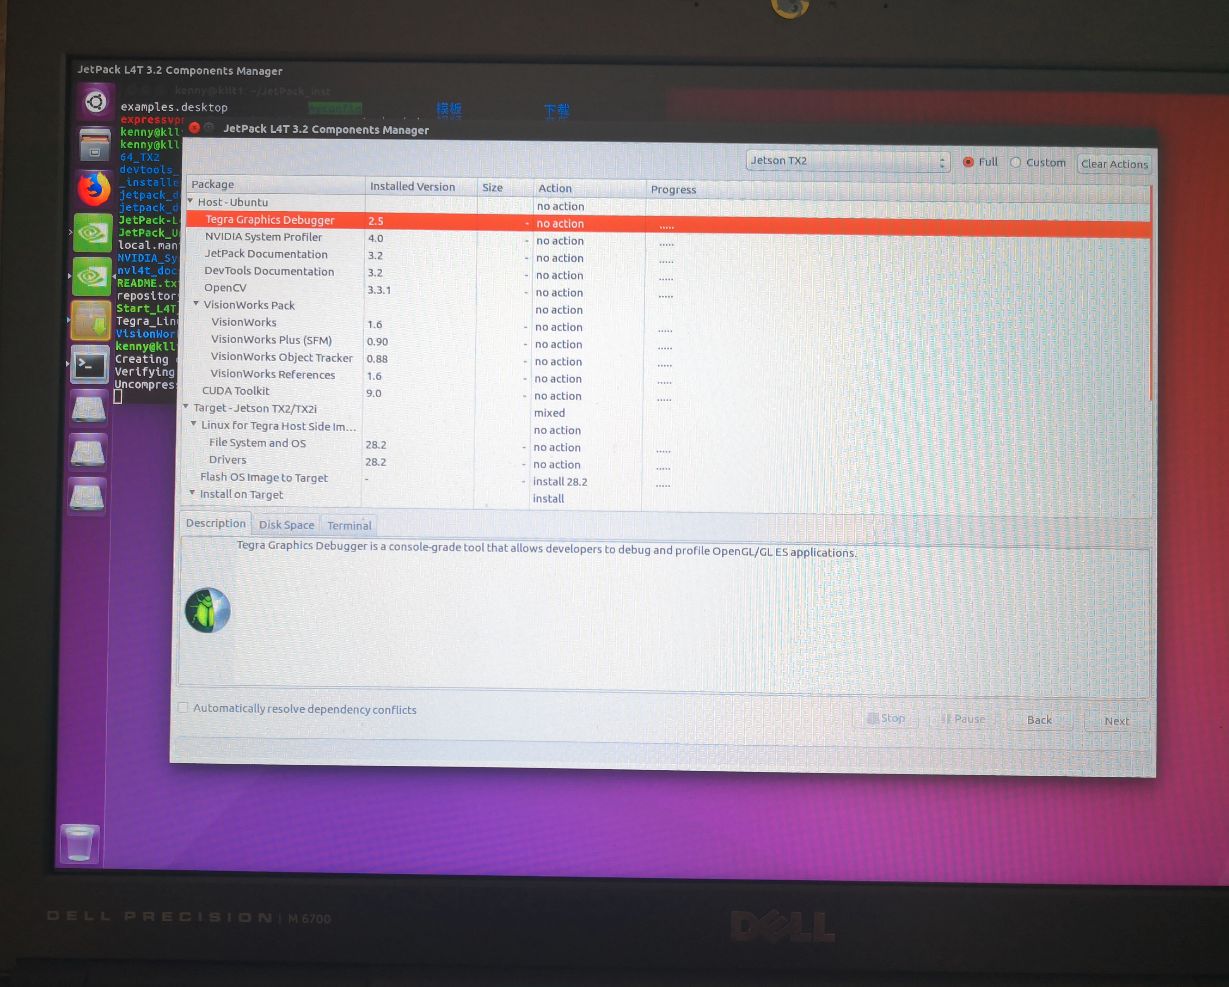 JetPack L4T 3.2 Components Manager
kenny@kllt1: ~/JetPack_inst
examples.desktop
模板
下载
expressvp
kenny@kll
kenny@kll
64_TX2
devtools_
_installe
jetpack_d
jetpack_d
JetPack-L
JetPack_U
local.man
NVIDIA_Sy
nvl4t_doc
README.tx
repositor
Start_L4T
Tegra_Lin
VisionWor
kenny@kll
Creating
Verifying
Uncompres
JetPack L4T 3.2 Components Manager
Jetson TX2 Full Custom Clear Actions
Package Installed Version Size Action Progress
Host - Ubuntu no action
Tegra Graphics Debugger 2.5 - no action .....
NVIDIA System Profiler 4.0 - no action .....
JetPack Documentation 3.2 - no action .....
DevTools Documentation 3.2 - no action .....
OpenCV 3.3.1 - no action .....
VisionWorks Pack no action
VisionWorks 1.6 - no action .....
VisionWorks Plus (SFM) 0.90 - no action .....
VisionWorks Object Tracker 0.88 - no action .....
VisionWorks References 1.6 - no action .....
CUDA Toolkit 9.0 - no action .....
Target - Jetson TX2/TX2i mixed
Linux for Tegra Host Side Im... no action
File System and OS 28.2 - no action .....
Drivers 28.2 - no action .....
Flash OS Image to Target - - install 28.2 .....
Install on Target install
Description Disk Space Terminal
Tegra Graphics Debugger is a console-grade tool that allows developers to debug and profile OpenGL/GL ES applications.
Automatically resolve dependency conflicts
Stop Pause Back Next
DELL PRECISION | M 6700
DELL